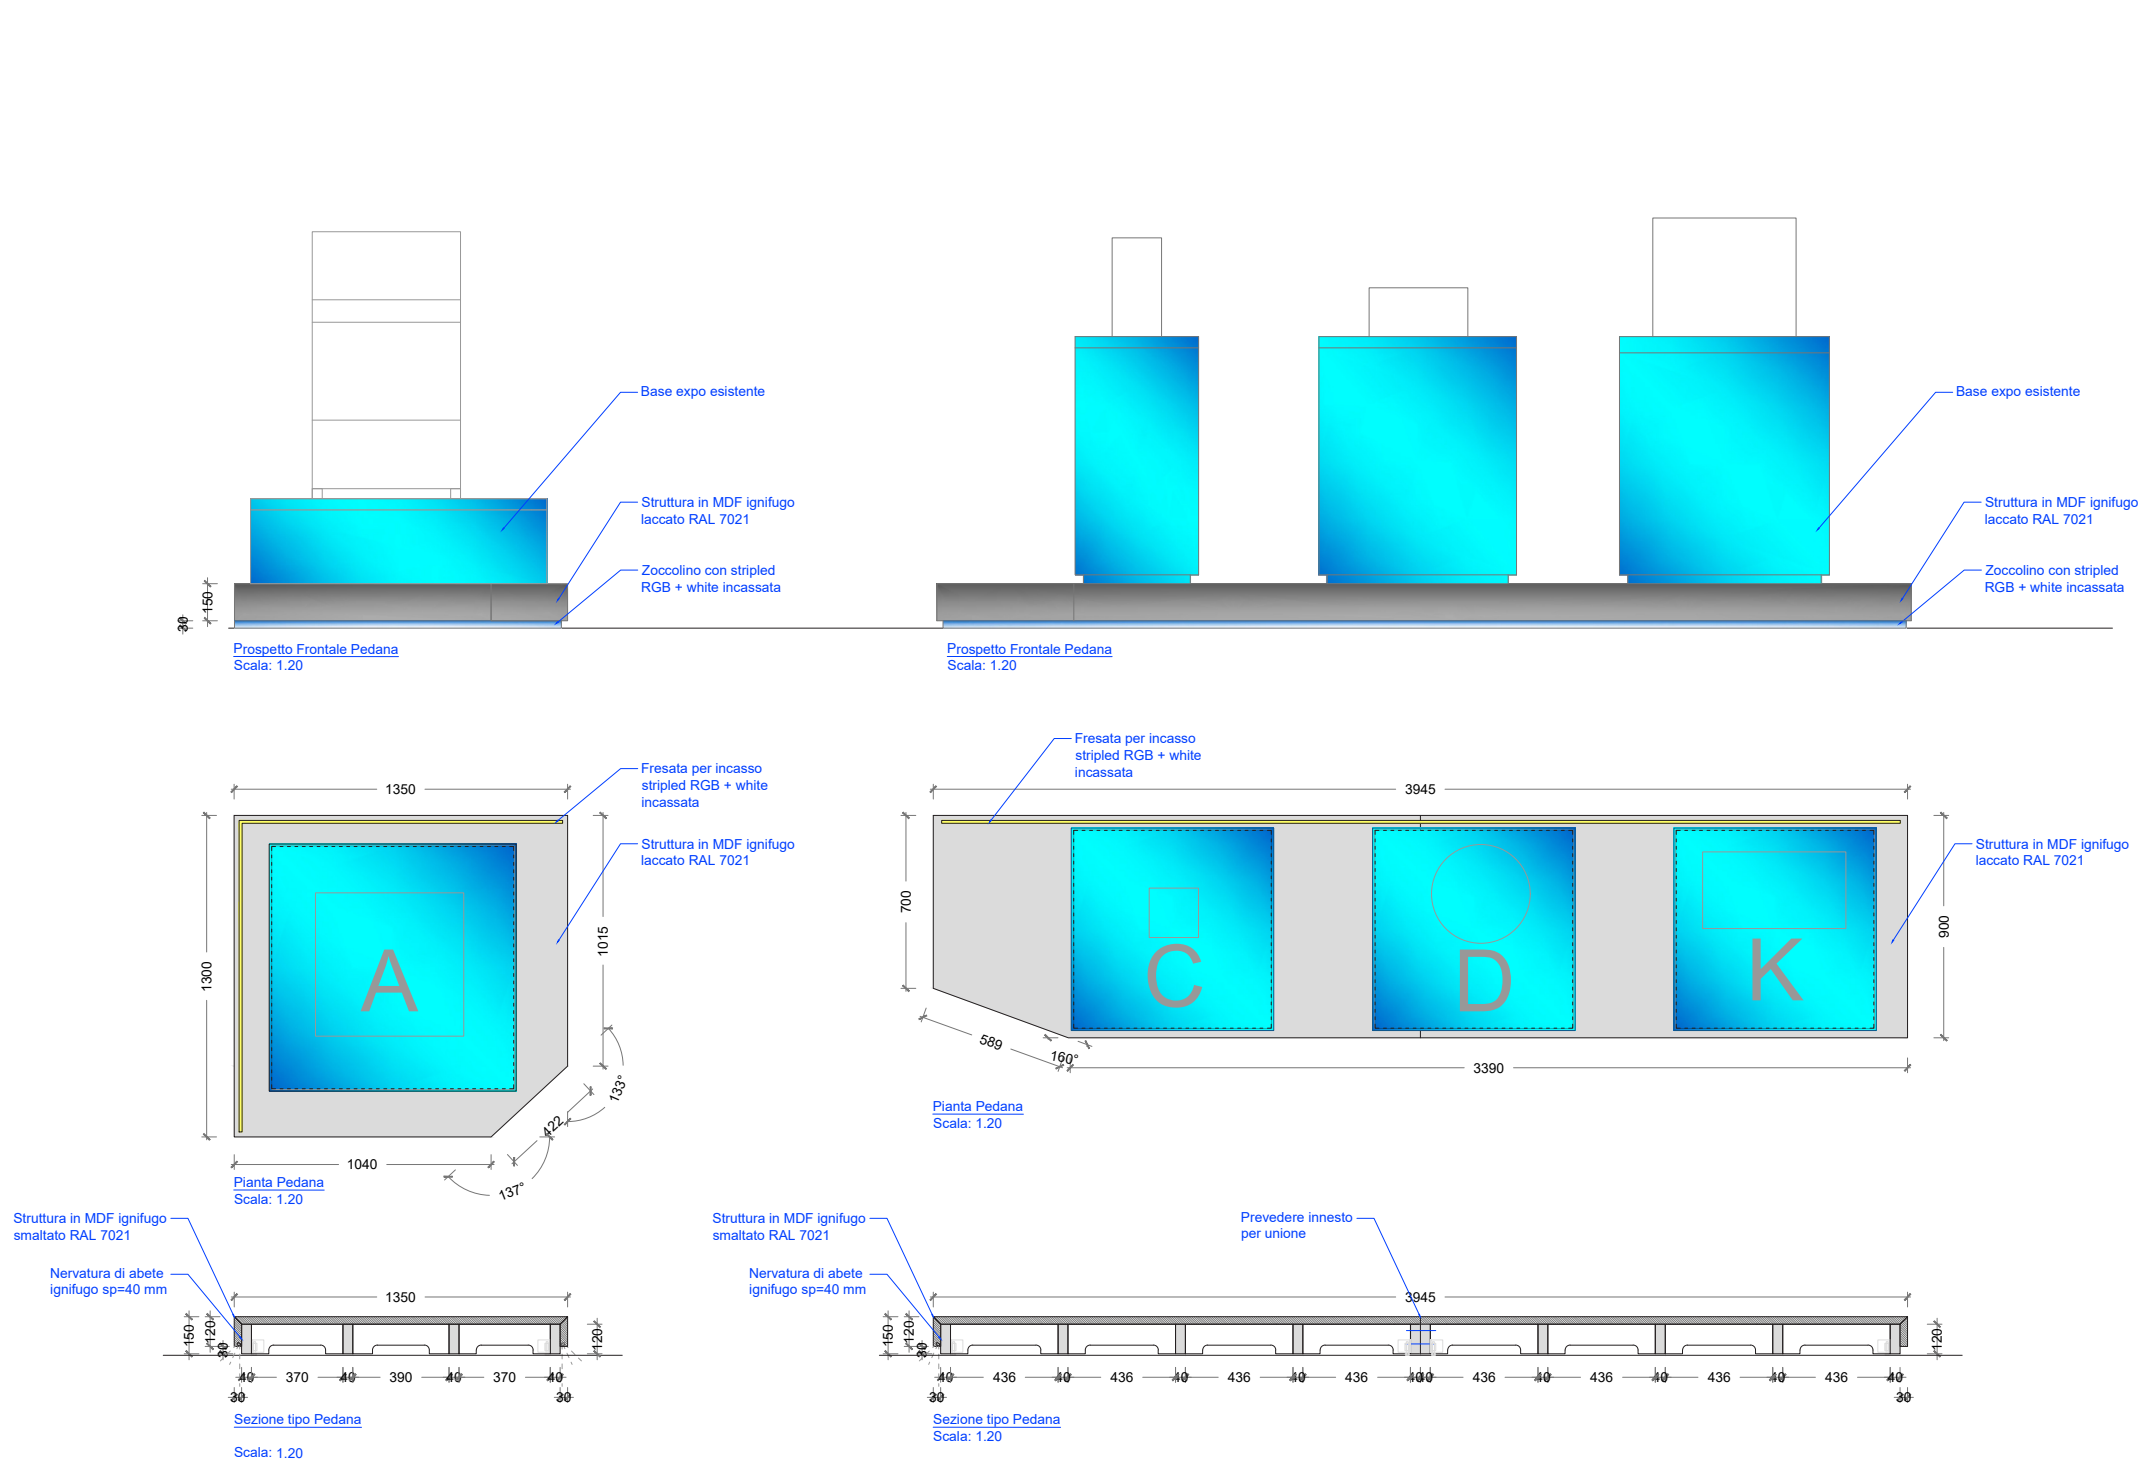 Base expo esistente
Base expo esistente
Struttura in MDF ignifugo
laccato RAL 7021
Struttura in MDF ignifugo
laccato RAL 7021
Zoccolino con stripled
RGB + white incassata
Zoccolino con stripled
RGB + white incassata
150
30
Prospetto Frontale Pedana
Scala: 1.20
Prospetto Frontale Pedana
Scala: 1.20
Fresata per incasso
stripled RGB + white
incassata
Struttura in MDF ignifugo
laccato RAL 7021
1350
1300
1015
A
133°
422
137°
1040
Pianta Pedana
Scala: 1.20
Fresata per incasso
stripled RGB + white
incassata
3945
700
900
C
D
K
Struttura in MDF ignifugo
laccato RAL 7021
589
160°
3390
Pianta Pedana
Scala: 1.20
Struttura in MDF ignifugo
smaltato RAL 7021
Nervatura di abete
ignifugo sp=40 mm
1350
150
120
30
120
40
370
40
390
40
370
40
30
30
Sezione tipo Pedana
Scala: 1.20
Struttura in MDF ignifugo
smaltato RAL 7021
Nervatura di abete
ignifugo sp=40 mm
Prevedere innesto
per unione
3945
150
120
30
120
40
436
40
436
40
436
40
436
40
40
436
40
436
40
436
40
436
40
30
30
Sezione tipo Pedana
Scala: 1.20